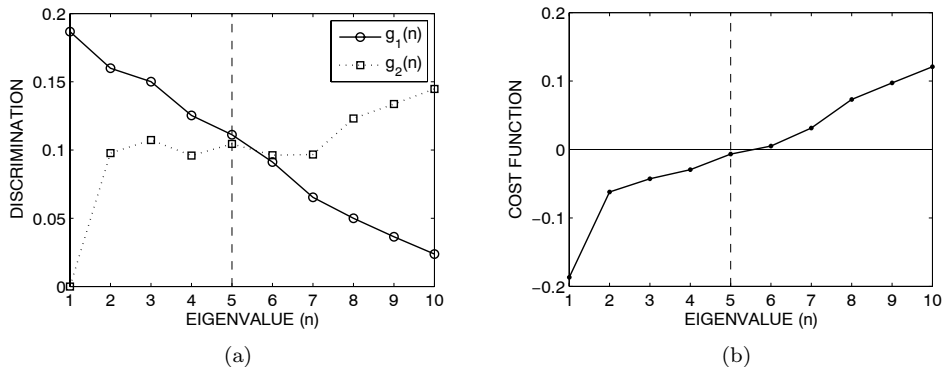 0.2
0.15
0.1
0.05
0
DISCRIMINATION
g1(n)
g2(n)
1 2 3 4 5 6 7 8 9 10
EIGENVALUE (n)
(a)
0.2
0.1
0
−0.1
−0.2
COST FUNCTION
1 2 3 4 5 6 7 8 9 10
EIGENVALUE (n)
(b)